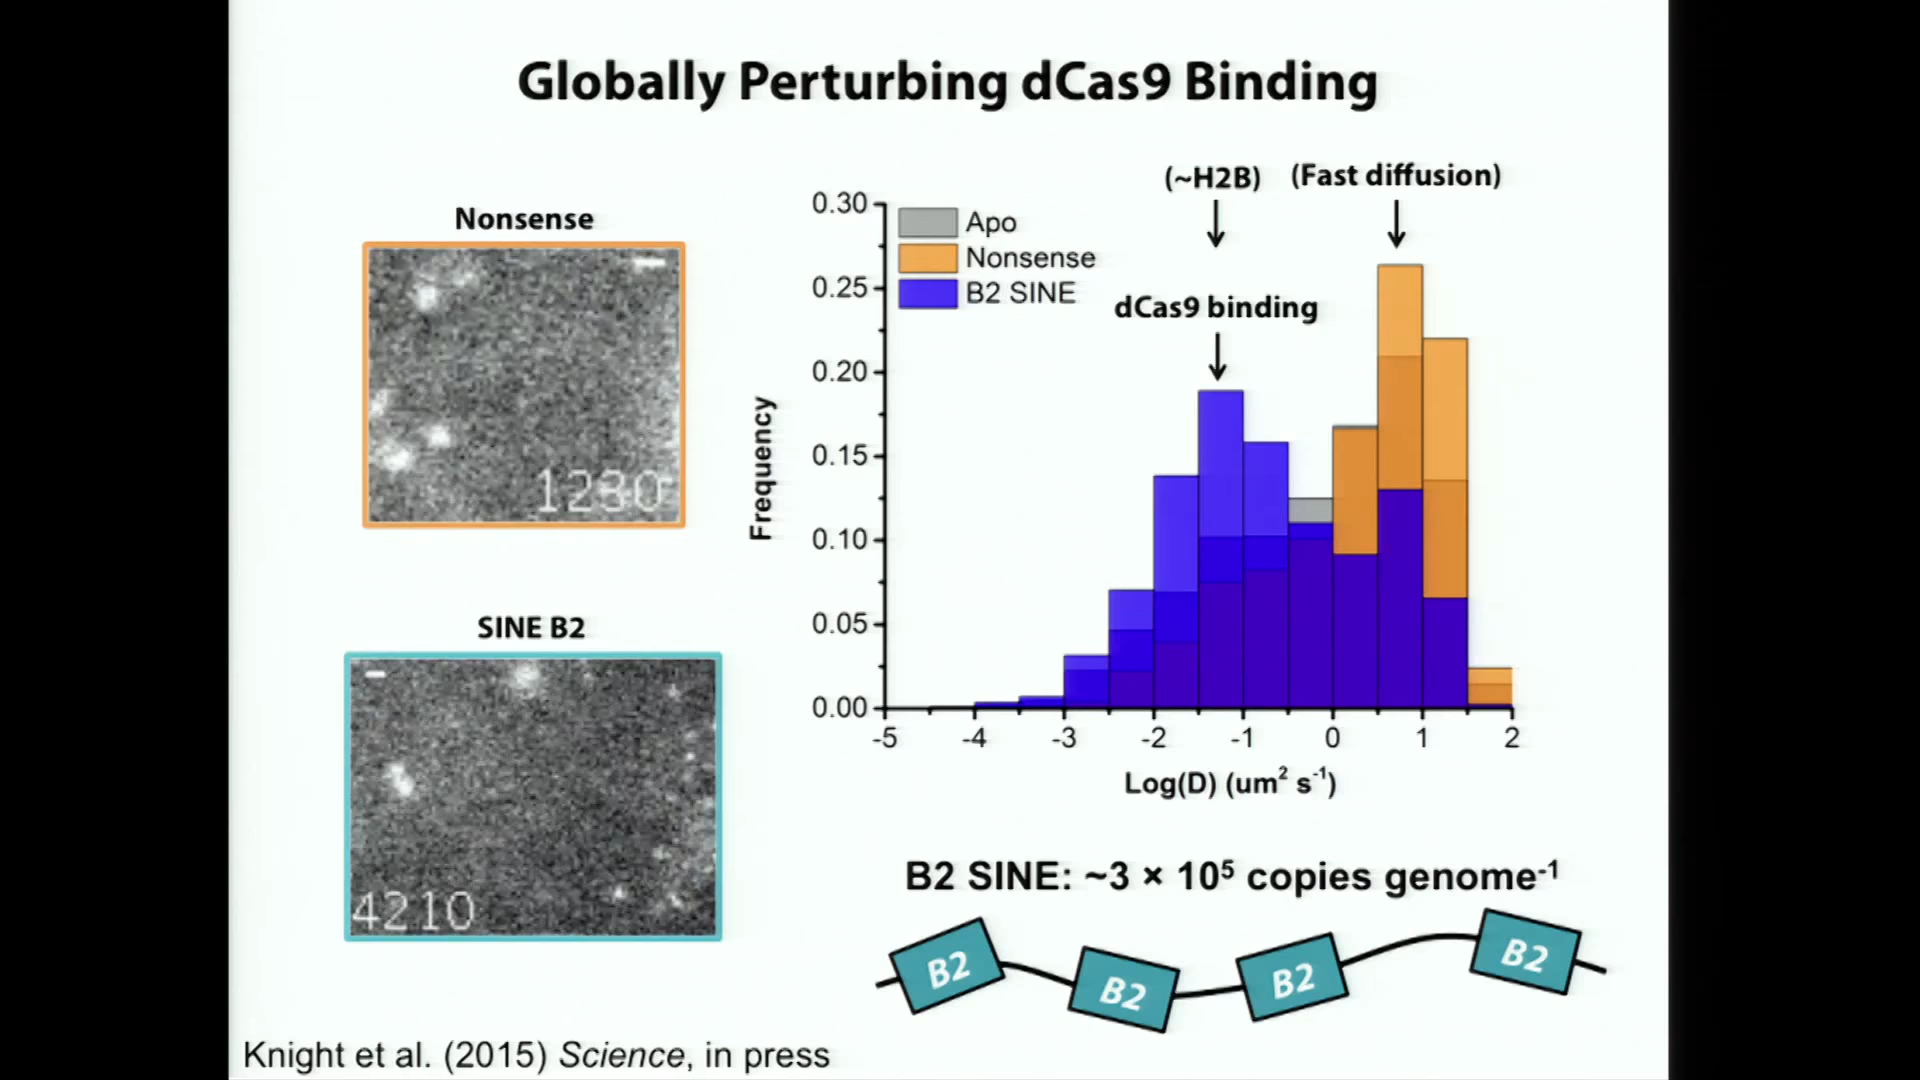 Globally Perturbing dCas9 Binding
Nonsense
1230
SINE B2
4210
(~H2B) (Fast diffusion)
dCas9 binding
Apo
Nonsense
B2 SINE
Frequency
0.30
0.25
0.20
0.15
0.10
0.05
0.00
-5 -4 -3 -2 -1 0 1 2
Log(D) (um² s⁻¹)
B2 SINE: ~3 × 10⁵ copies genome⁻¹
B2 B2 B2 B2
Knight et al. (2015) Science, in press